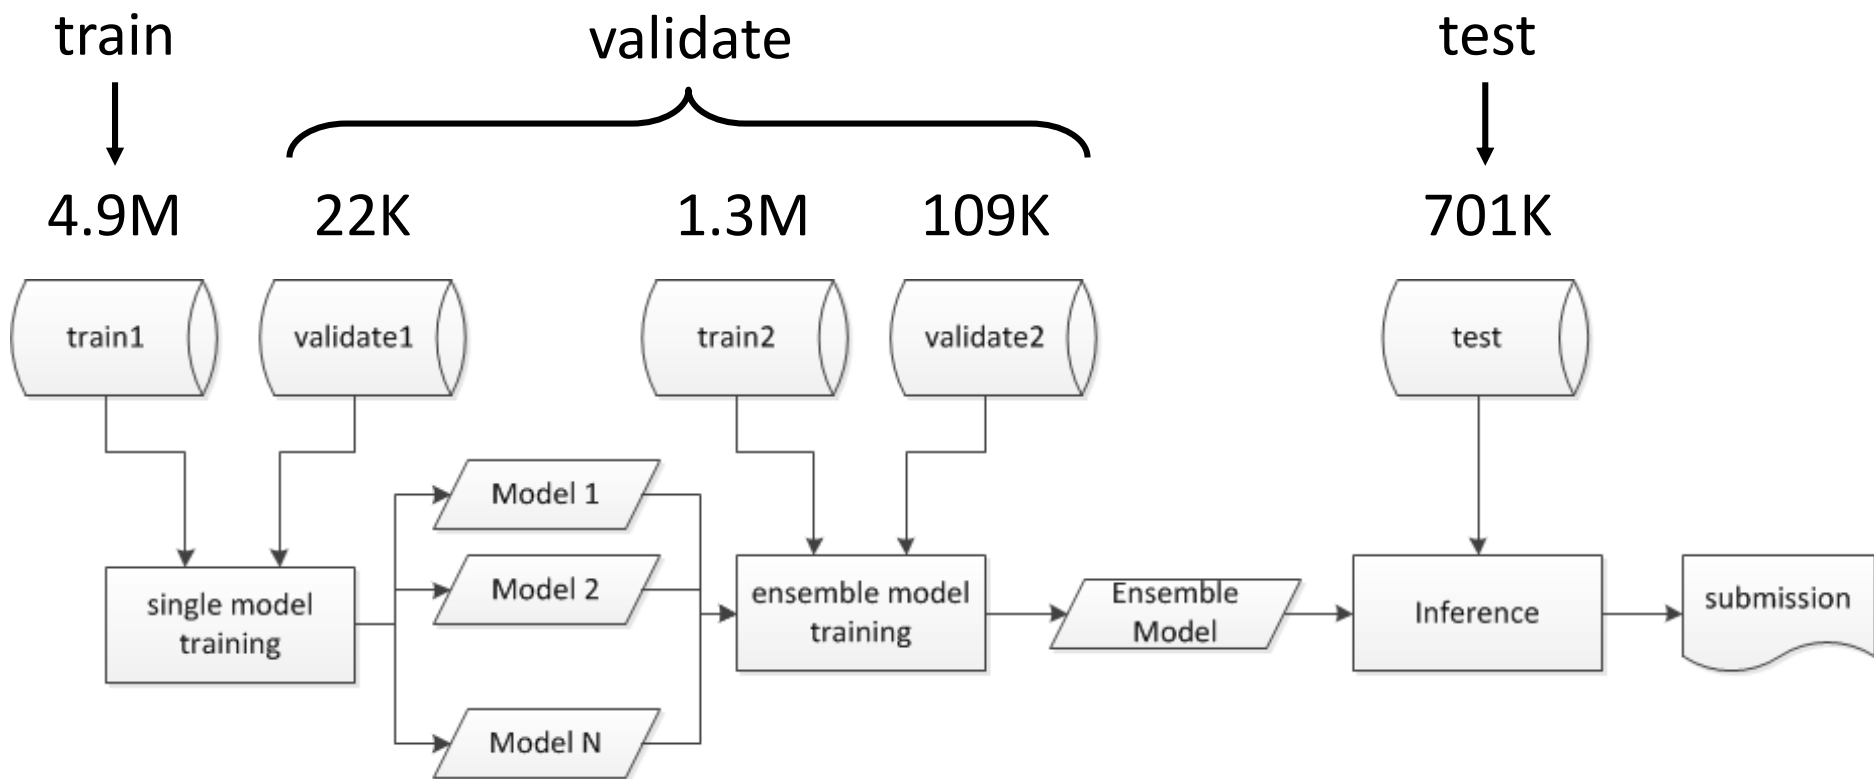 train
validate
test
4.9M
22K
1.3M
109K
701K
train1
validate1
train2
validate2
test
single model
training
Model 1
Model 2
Model N
ensemble model
training
Ensemble
Model
Inference
submission